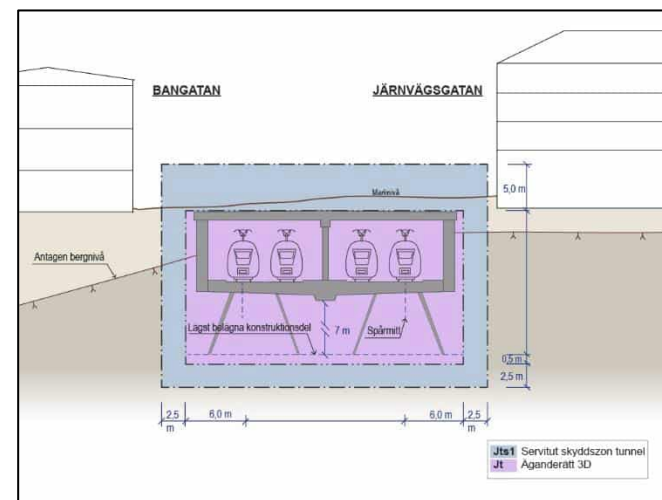 BANGATAN
JÄRNVÄGSGATAN
5,0 m
Marknivå
Antagen bergnivå
Lägst belägna konstruktionsdel
7 m
Spårmitt
0,5 m
2,5 m
2,5 m
6,0 m
6,0 m
2,5 m
Jts1 Servitut skyddszon tunnel
Jt Äganderätt 3D